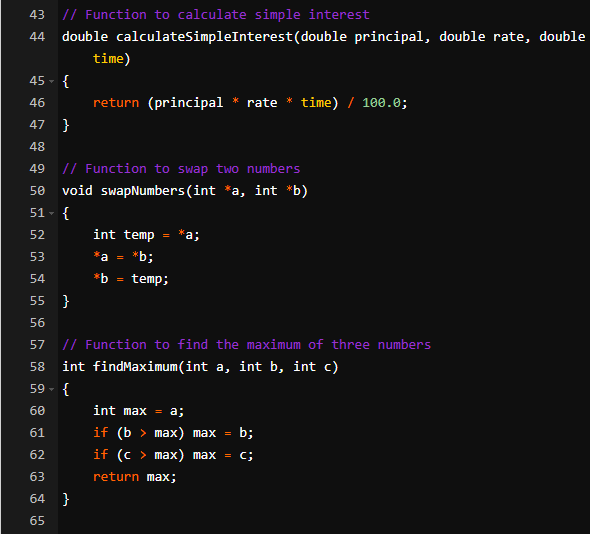 43 // Function to calculate simple interest
44 double calculateSimpleInterest(double principal, double rate, double
time)
45 {
46 return (principal * rate * time) / 100.0;
47 }
48
49 // Function to swap two numbers
50 void swapNumbers(int *a, int *b)
51 {
52 int temp = *a;
53 *a = *b;
54 *b = temp;
55 }
56
57 // Function to find the maximum of three numbers
58 int findMaximum(int a, int b, int c)
59 {
60 int max = a;
61 if (b > max) max = b;
62 if (c > max) max = c;
63 return max;
64 }
65